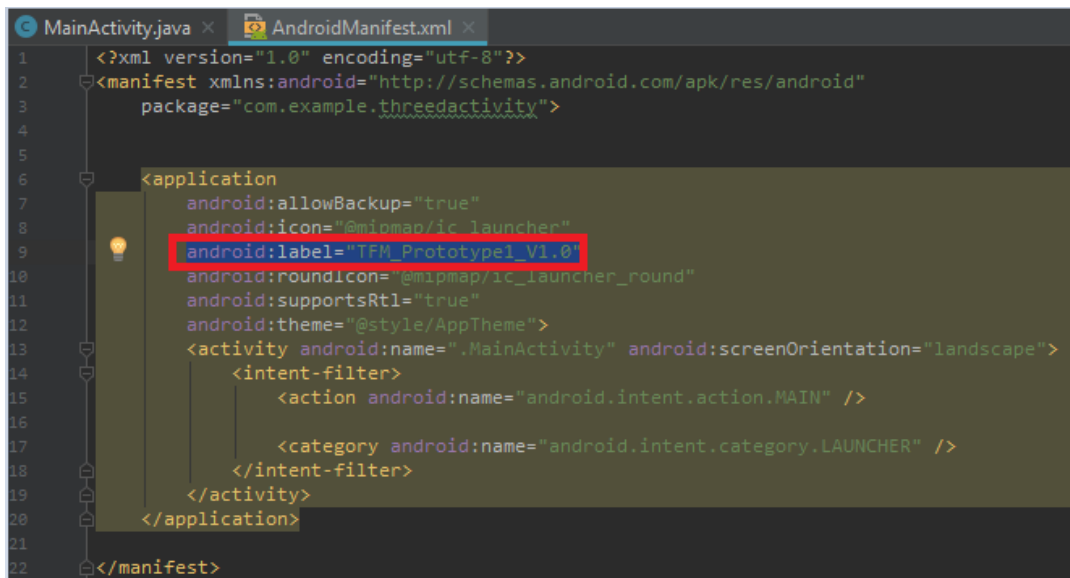 MainActivity.java AndroidManifest.xml
1 <?xml version="1.0" encoding="utf-8"?>
2 <manifest xmlns:android="http://schemas.android.com/apk/res/android"
3 package="com.example.threedactivity">
4
5
6 <application
7 android:allowBackup="true"
8 android:icon="@mipmap/ic_launcher"
9 android:label="TFM_Prototype1_V1.0"
10 android:roundIcon="@mipmap/ic_launcher_round"
11 android:supportsRtl="true"
12 android:theme="@style/AppTheme">
13 <activity android:name=".MainActivity" android:screenOrientation="landscape">
14 <intent-filter>
15 <action android:name="android.intent.action.MAIN" />
16
17 <category android:name="android.intent.category.LAUNCHER" />
18 </intent-filter>
19 </activity>
20 </application>
21
22 </manifest>